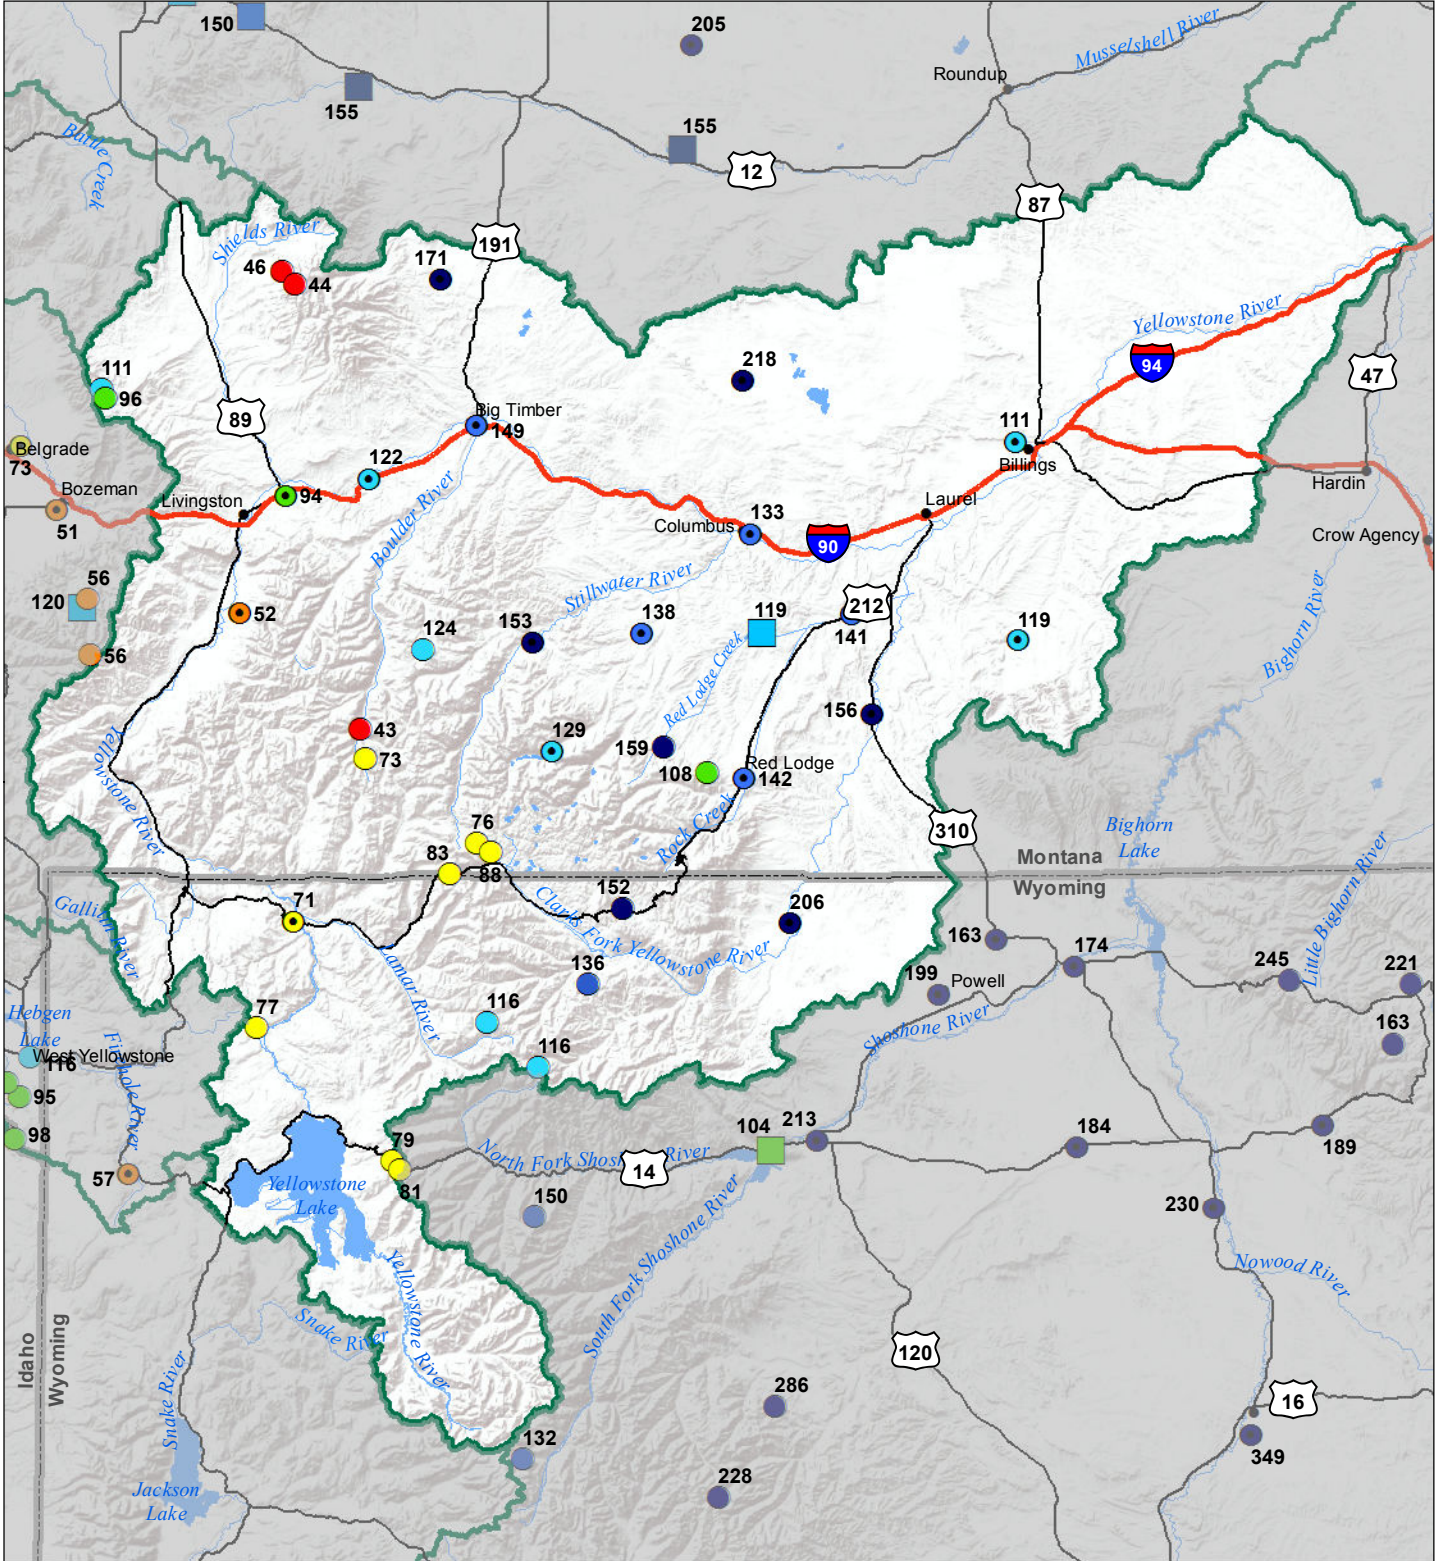 150
205
Musselshell River
Roundup
155
155
12
Battle Creek
87
Shields River
191
46
44
171
Yellowstone River
94
47
111
96
218
89
Big Timber
149
111
Billings
Belgrade
73
122
Bozeman
51
Livingston
94
Hardin
Boulder River
Laurel
Columbus
133
90
Crow Agency
56
120
56
52
Stillwater River
124
153
138
119
212
141
119
Bighorn River
Red Lodge Creek
156
43
73
129
159
108
Red Lodge
142
Yellowstone River
Rock Creek
310
Bighorn
Lake
76
83
88
Montana
Wyoming
Little Bighorn River
Gallatin River
71
152
Clarks Fork Yellowstone River
206
163
174
245
221
199
Powell
Lamar River
136
116
Hebgen
Lake
77
Shoshone River
163
West Yellowstone
116
Firehole River
116
95
98
79
81
104
213
184
189
North Fork Shoshone River
14
57
Yellowstone
Lake
150
South Fork Shoshone River
230
Nowood River
Yellowstone River
Snake River
Idaho
Wyoming
120
Snake River
286
16
132
349
228
Jackson
Lake